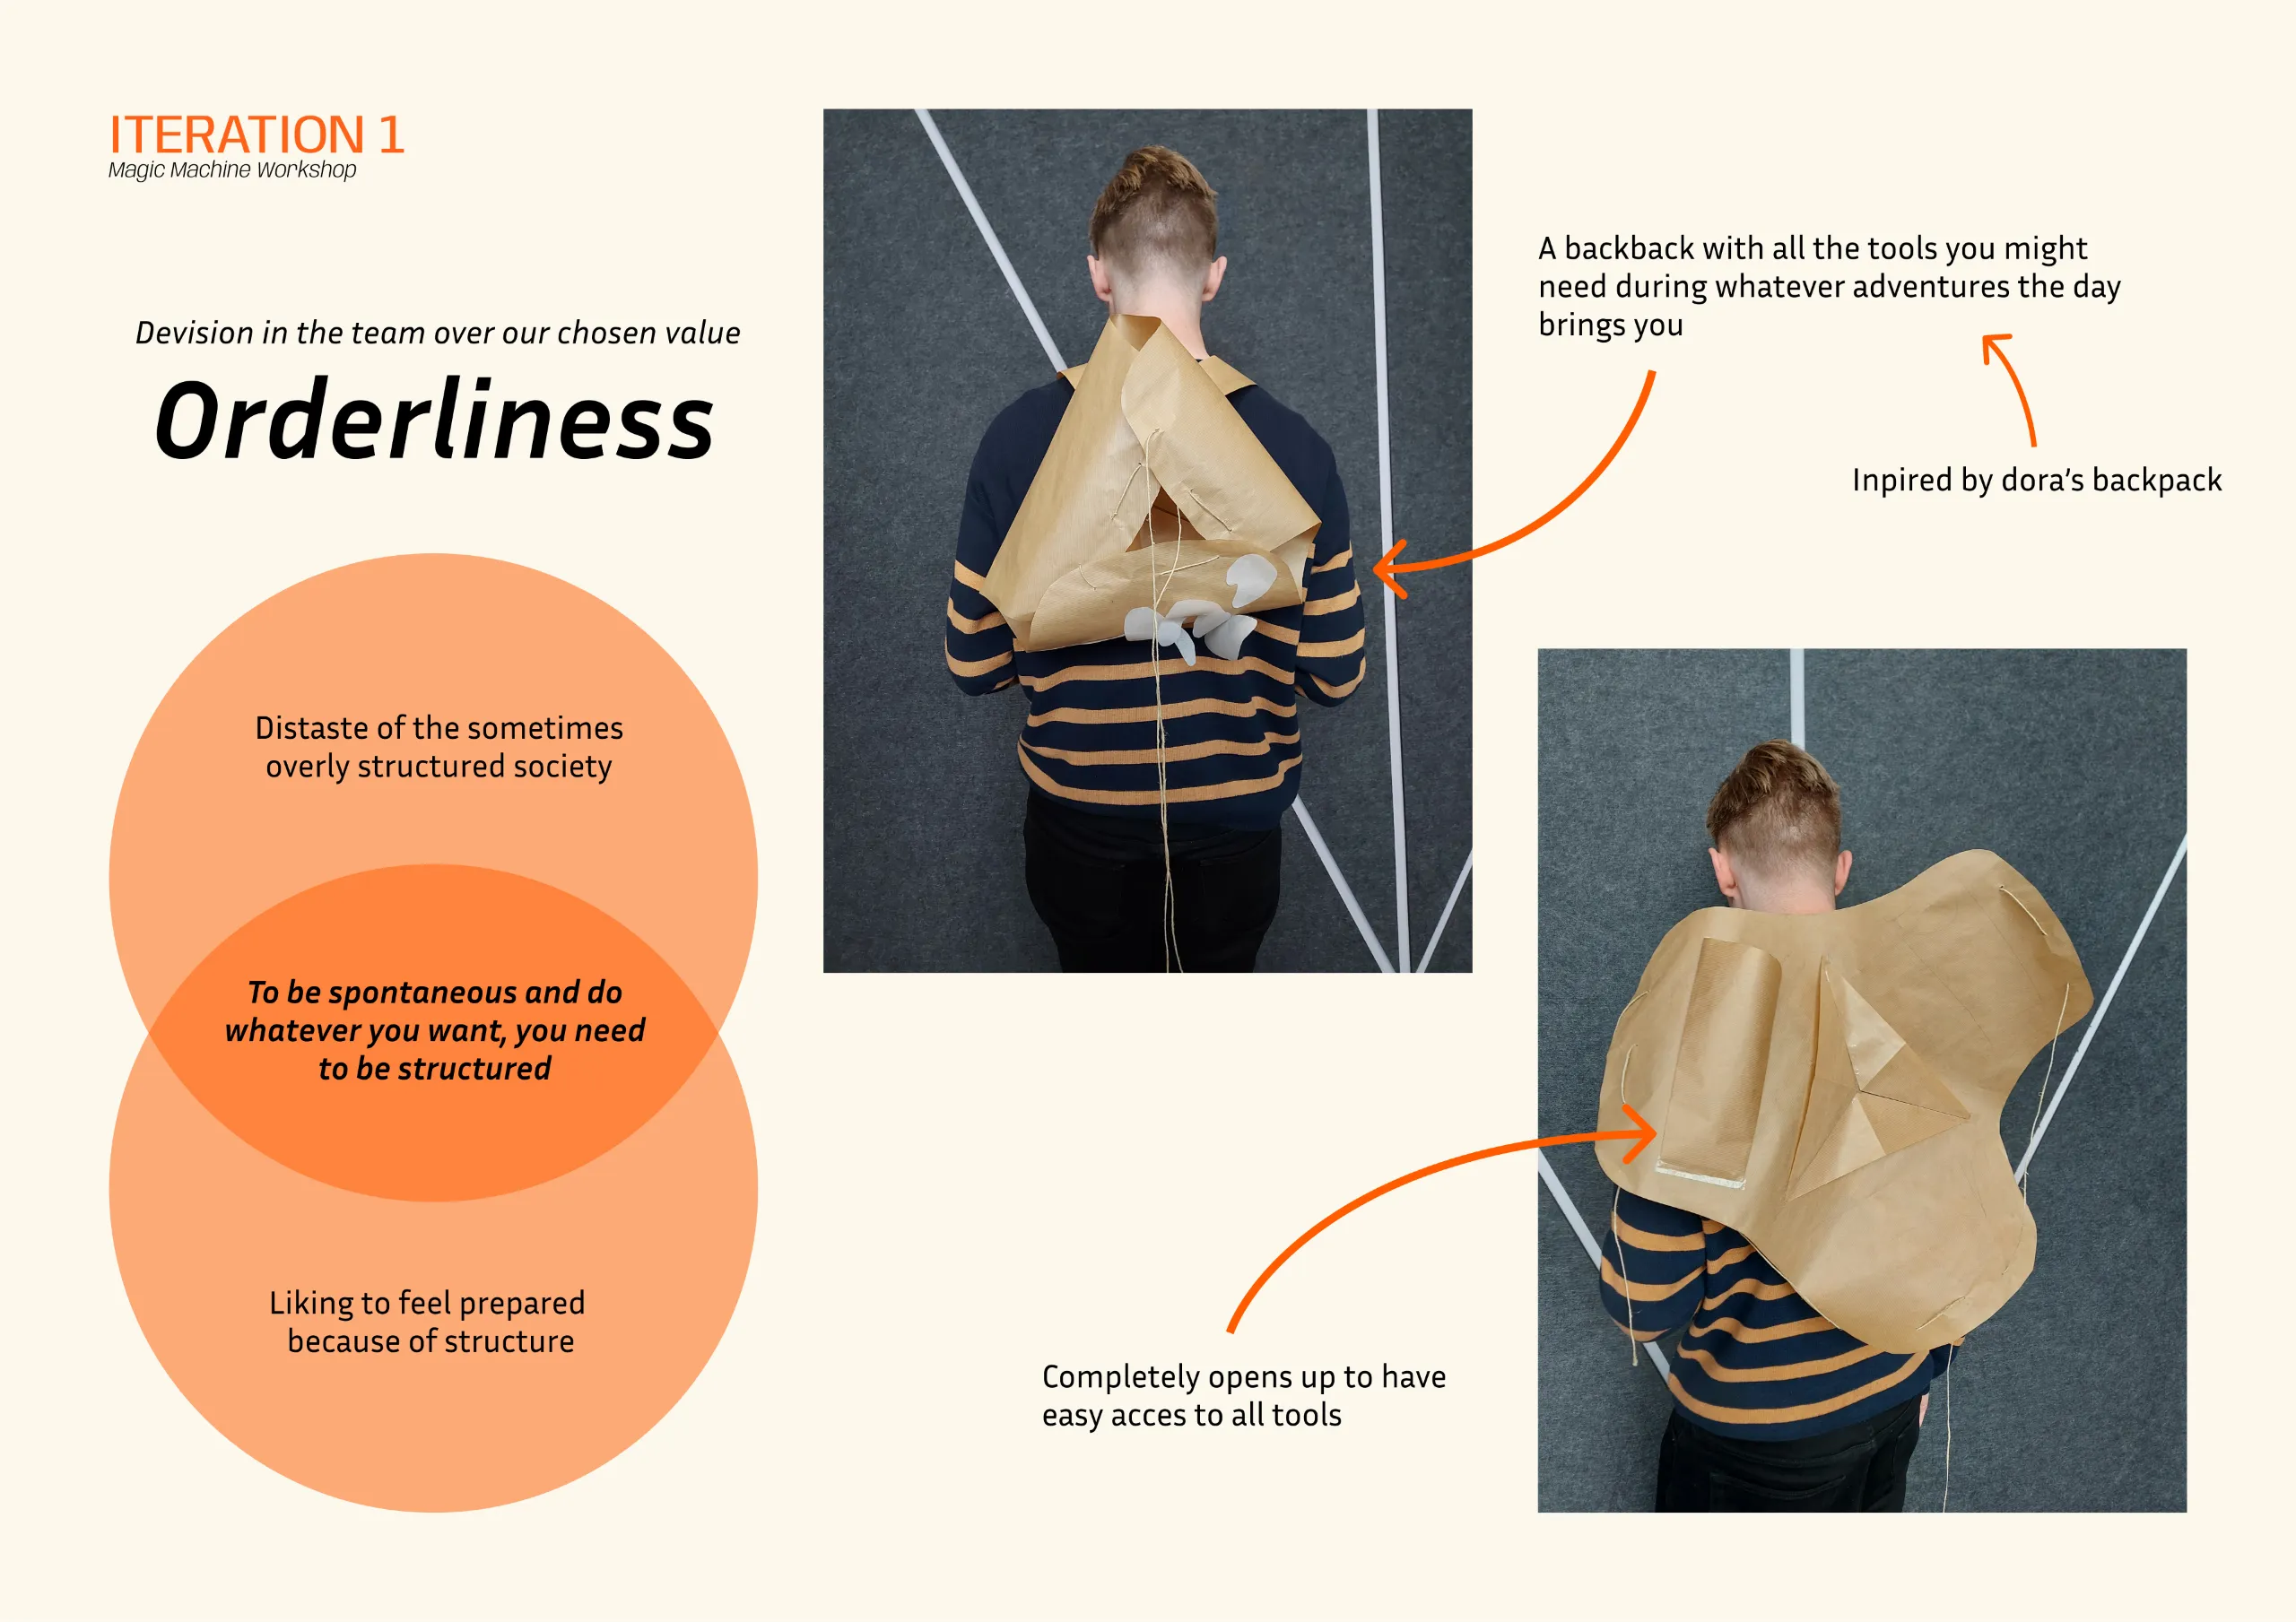 ITERATION 1
Magic Machine Workshop
Devision in the team over our chosen value
Orderliness
Distaste of the sometimes
overly structured society
To be spontaneous and do
whatever you want, you need
to be structured
Liking to feel prepared
because of structure
A backback with all the tools you might
need during whatever adventures the day
brings you
Inpired by dora's backpack
Completely opens up to have
easy acces to all tools